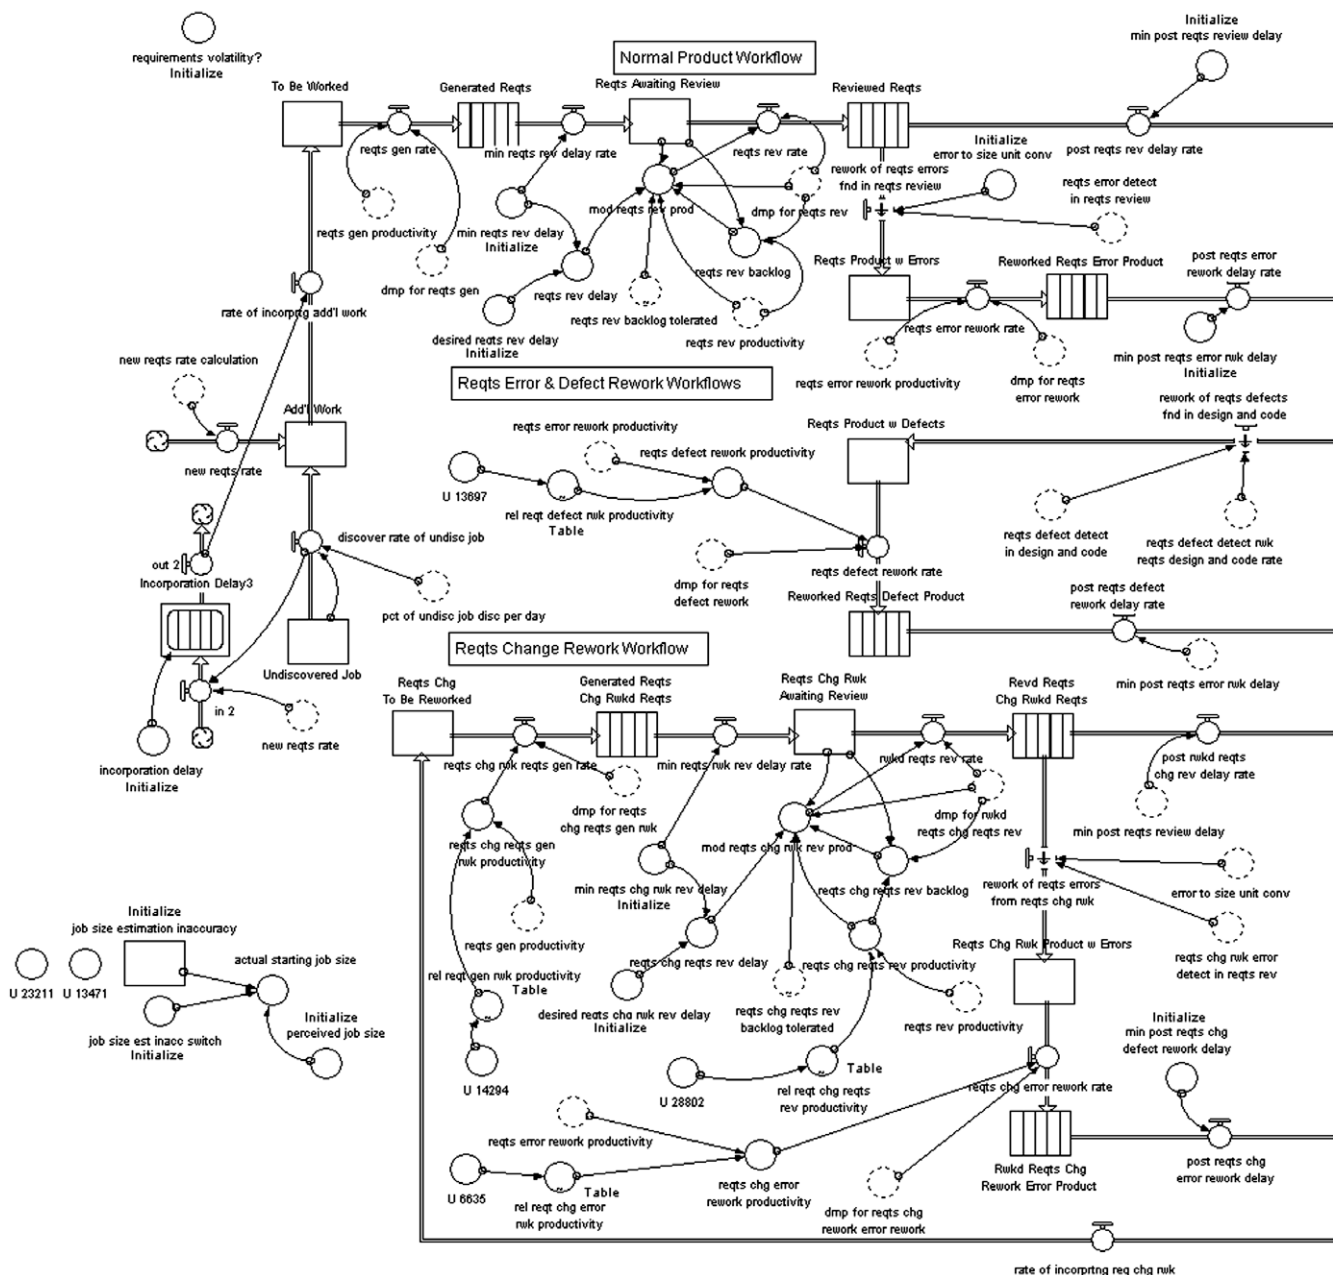 requirements volatility?
Initialize
Normal Product Workflow
Initialize
min post reqts review delay
To Be Worked
Generated Reqts
Reqts Awaiting Review
Reviewed Reqts
reqts gen rate
min reqts rev delay rate
reqts rev rate
post reqts rev delay rate
Initialize
error to size unit conv
rework of reqts errors
fnd in reqts review
reqts error detect
in reqts review
reqts gen productivity
mod reqts rev prod
dmp for reqts rev
min reqts rev delay
Initialize
dmp for reqts gen
reqts rev delay
reqts rev backlog
Reqts Product w Errors
Reworked Reqts Error Product
post reqts error
rework delay rate
rate of incorprtg add'l work
desired reqts rev delay
Initialize
reqts rev backlog tolerated
reqts rev productivity
reqts error rework rate
min post reqts error rwk delay
Initialize
new reqts rate calculation
Reqts Error & Defect Rework Workflows
reqts error rework productivity
dmp for reqts
error rework
rework of reqts defects
fnd in design and code
Add'l Work
reqts error rework productivity
reqts defect rework productivity
Reqts Product w Defects
new reqts rate
U 13697
rel reqt defect rwk productivity
Table
reqts defect detect
in design and code
reqts defect detect rwk
reqts design and code rate
discover rate of undisc job
out 2
Incorporation Delay3
dmp for reqts
defect rework
reqts defect rework rate
Reworked Reqts Defect Product
post reqts defect
rework delay rate
pct of undisc job disc per day
Reqts Change Rework Workflow
Undiscovered Job
min post reqts error rwk delay
Reqts Chg
To Be Reworked
Generated Reqts
Chg Rwkd Reqts
Reqts Chg Rwk
Awaiting Review
Revd Reqts
Chg Rwkd Reqts
in 2
new reqts rate
incorporation delay
Initialize
reqts chg rwk reqts gen rate
min reqts rwk rev delay rate
rwkd reqts rev rate
post rwkd reqts
chg rev delay rate
dmp for reqts
chg reqts gen rwk
dmp for rwkd
reqts chg reqts rev
min post reqts review delay
reqts chg reqts gen
rwk productivity
mod reqts chg rwk rev prod
min reqts chg rwk rev delay
Initialize
reqts chg reqts rev backlog
rework of reqts errors
from reqts chg rwk
error to size unit conv
Initialize
job size estimation inaccuracy
reqts gen productivity
Reqts Chg Rwk Product w Errors
reqts chg rwk error
detect in reqts rev
actual starting job size
rel reqt gen rwk productivity
Table
reqts chg reqts rev delay
reqts chg reqts rev productivity
U 23211
U 13471
desired reqts chg rwk rev delay
Initialize
reqts chg reqts rev
backlog tolerated
reqts rev productivity
Initialize
perceived job size
job size est inacc switch
Initialize
Initialize
min post reqts chg
defect rework delay
U 14294
U 28802
Table
rel reqt chg reqts
rev productivity
reqts chg error rework rate
reqts error rework productivity
U 6635
Table
rel reqt chg error
rwk productivity
reqts chg error
rework productivity
dmp for reqts chg
rework error rework
Rwkd Reqts Chg
Rework Error Product
post reqts chg
error rework delay
rate of incorprtng req chg rwk